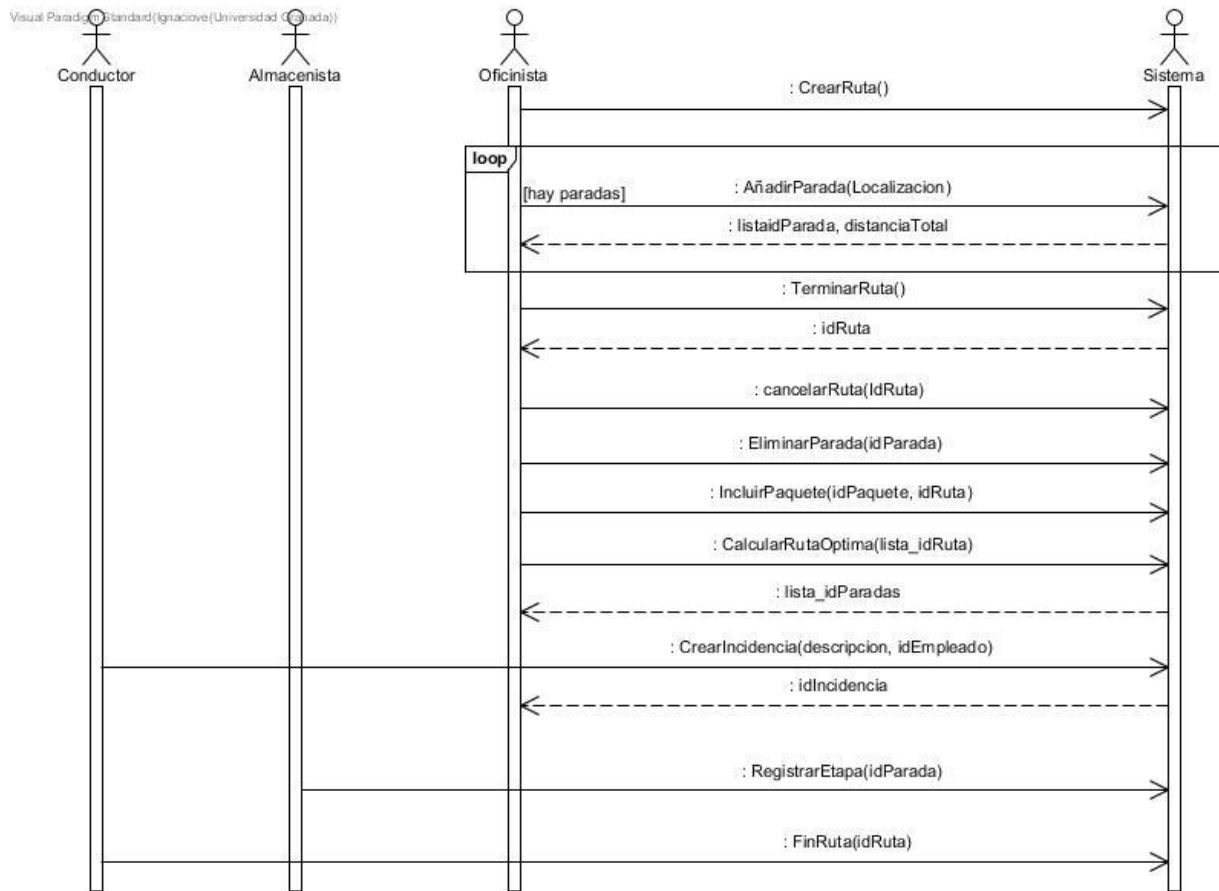 Visual Paradigm Standard(Ignaciove(Universidad Granada))
Conductor
Almacenista
Oficinista
Sistema
: CrearRuta()
loop
[hay paradas]
: AñadirParada(Localizacion)
: listaidParada, distanciaTotal
: TerminarRuta()
: idRuta
: cancelarRuta(IdRuta)
: EliminarParada(idParada)
: IncluirPaquete(idPaquete, idRuta)
: CalcularRutaOptima(lista_idRuta)
: lista_idParadas
: CrearIncidencia(descripcion, idEmpleado)
: idIncidencia
: RegistrarEtapa(idParada)
: FinRuta(idRuta)